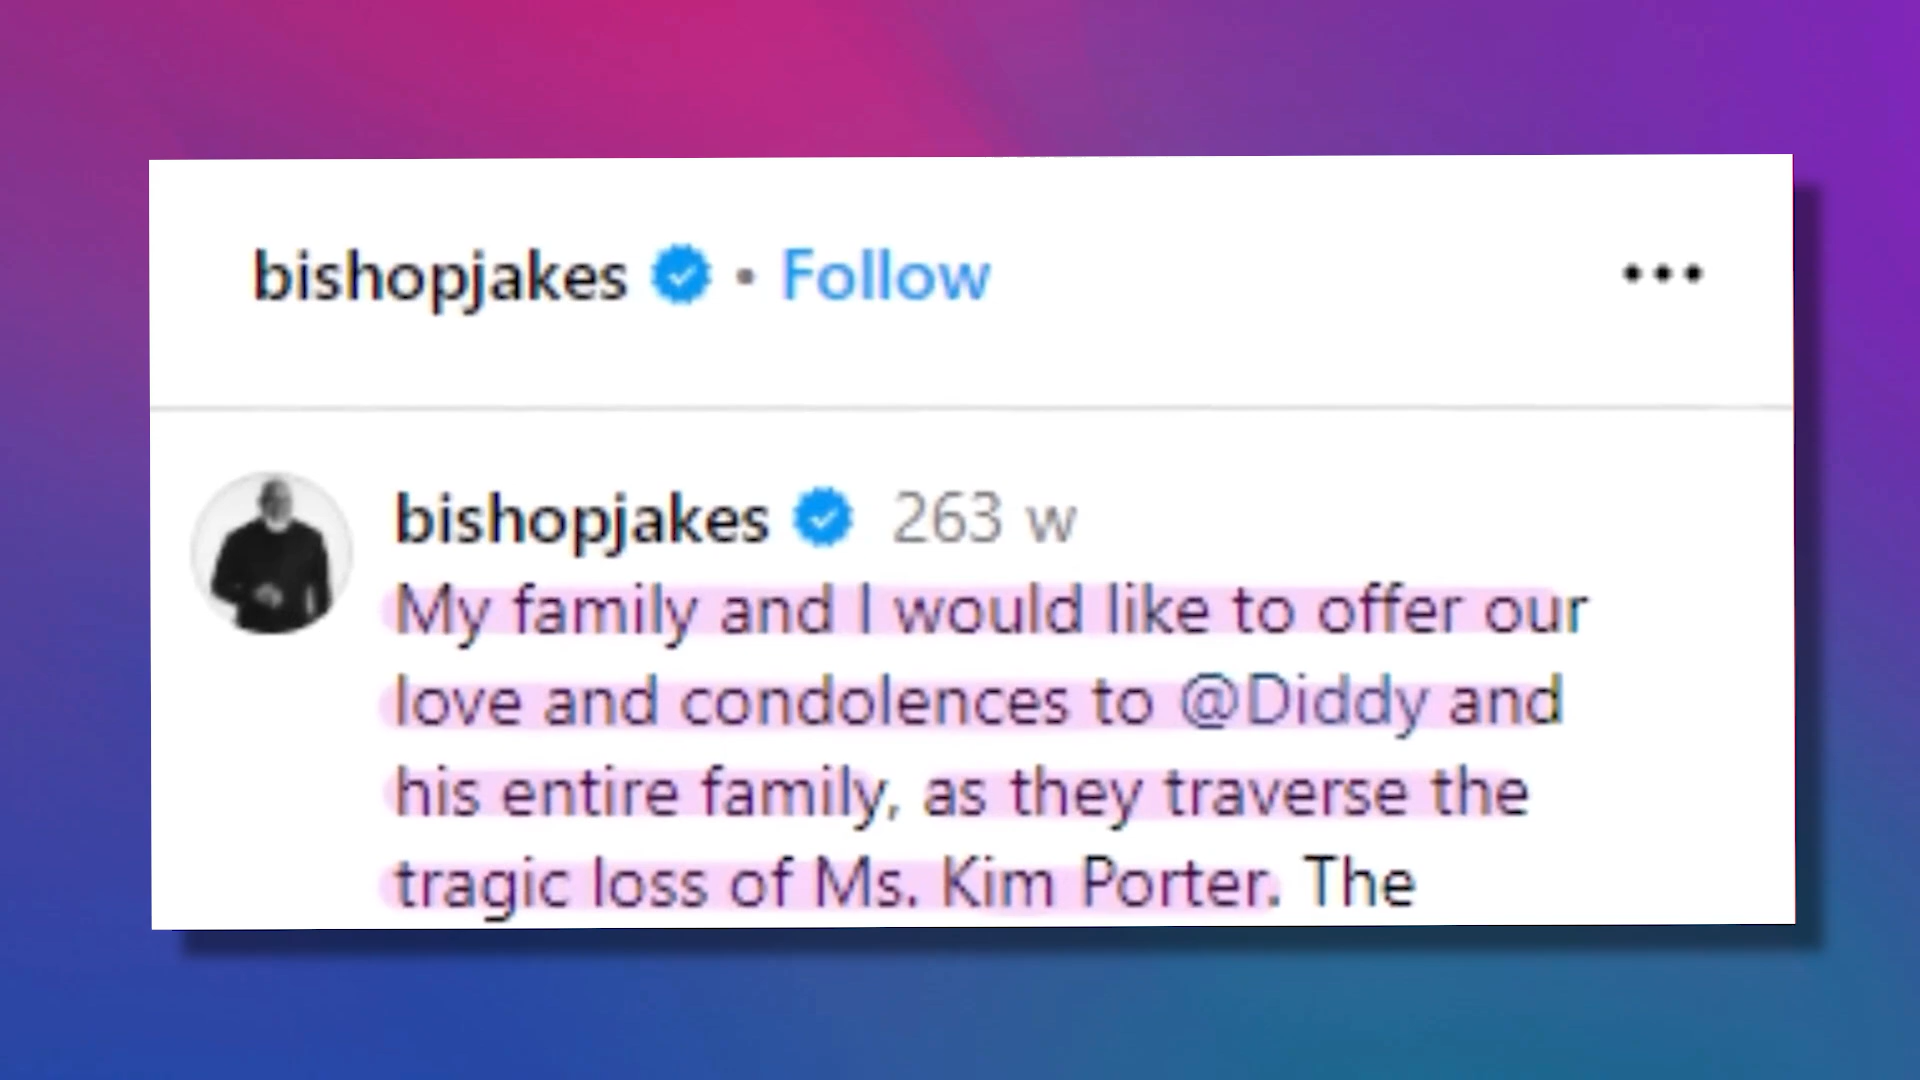 bishopjakes • Follow
bishopjakes 263 w
My family and I would like to offer our
love and condolences to @Diddy and
his entire family, as they traverse the
tragic loss of Ms. Kim Porter. The